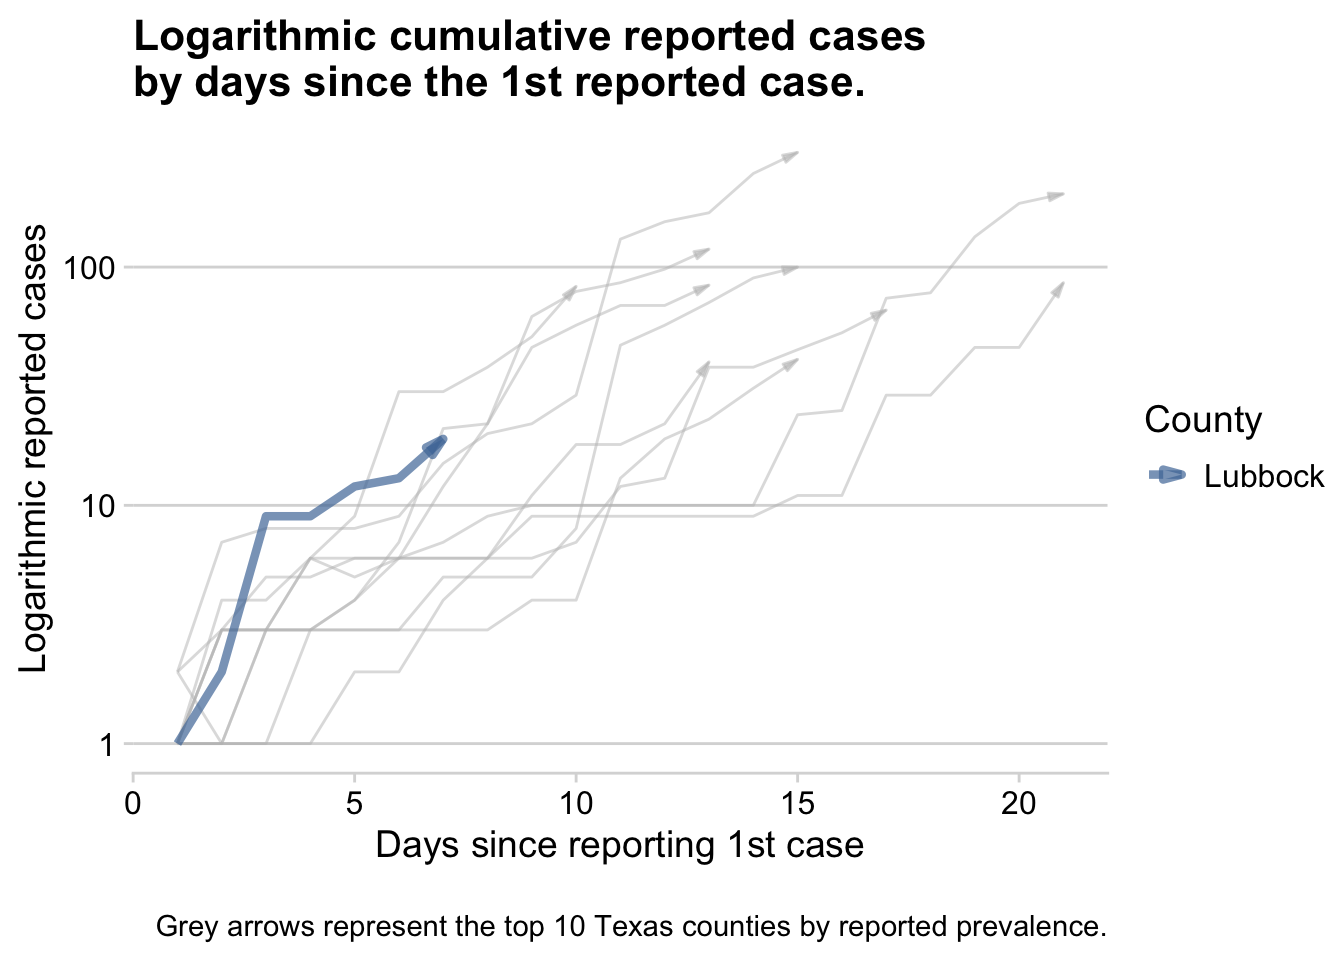 Logarithmic cumulative reported cases
by days since the 1st reported case.
Logarithmic reported cases
100
10
1
0 5 10 15 20
Days since reporting 1st case
County
Lubbock
Grey arrows represent the top 10 Texas counties by reported prevalence.